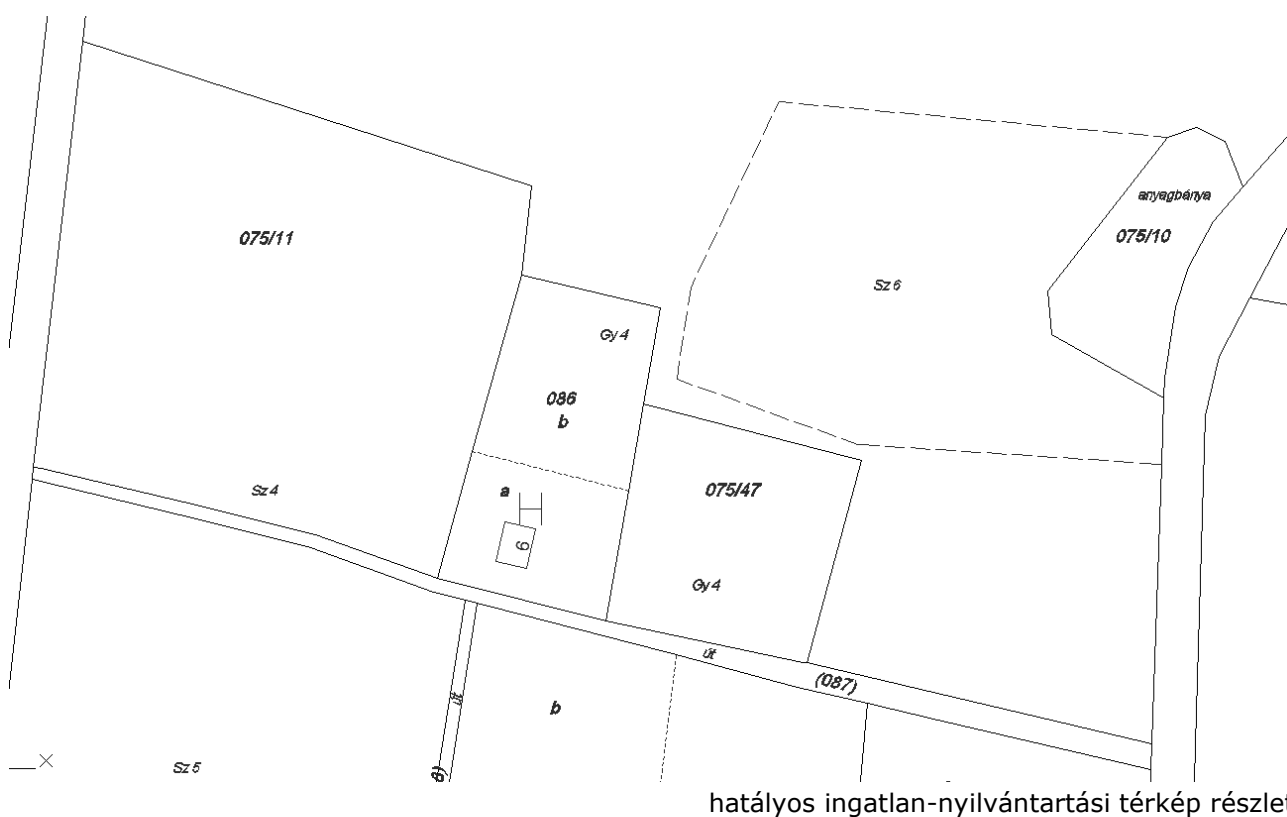 anyagbánya
075/10
075/11
Sz 6
Gy 4
086
b
a
Sz 4
075/47
6
Gy 4
út
(087)
út
b
Sz 5
hatályos ingatlan-nyilvántartási térkép részlet